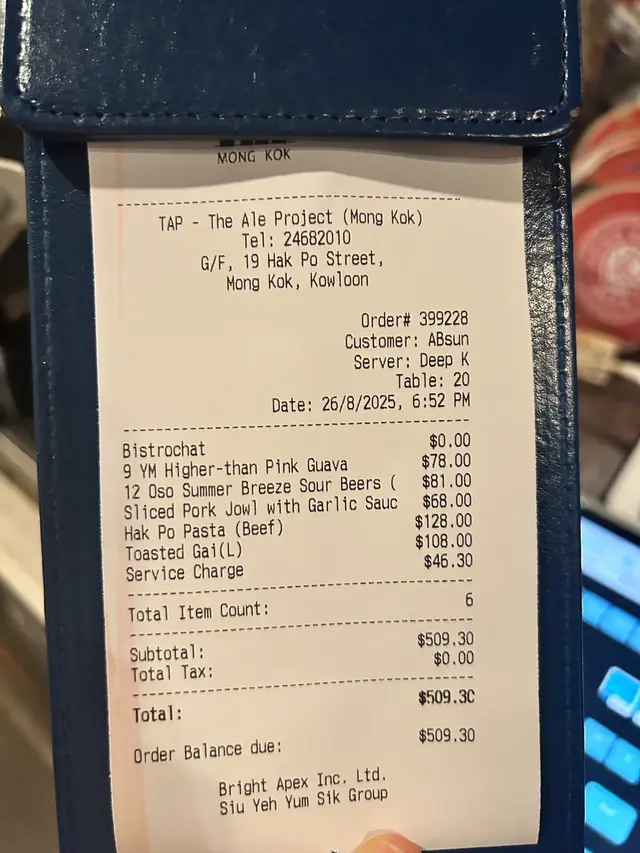 MONG KOK
TAP - The Ale Project (Mong Kok)
Tel: 24682010
G/F, 19 Hak Po Street,
Mong Kok, Kowloon
Order# 399228
Customer: ABsun
Server: Deep K
Table: 20
Date: 26/8/2025, 6:52 PM
Bistrochat $0.00
9 YM Higher-than Pink Guava $78.00
12 Oso Summer Breeze Sour Beers ( $81.00
Sliced Pork Jowl with Garlic Sauc $68.00
Hak Po Pasta (Beef) $128.00
Toasted Gai(L) $108.00
Service Charge $46.30
Total Item Count: 6
Subtotal: $509.30
Total Tax: $0.00
Total: $509.30
Order Balance due: $509.30
Bright Apex Inc. Ltd.
Siu Yeh Yum Sik Group